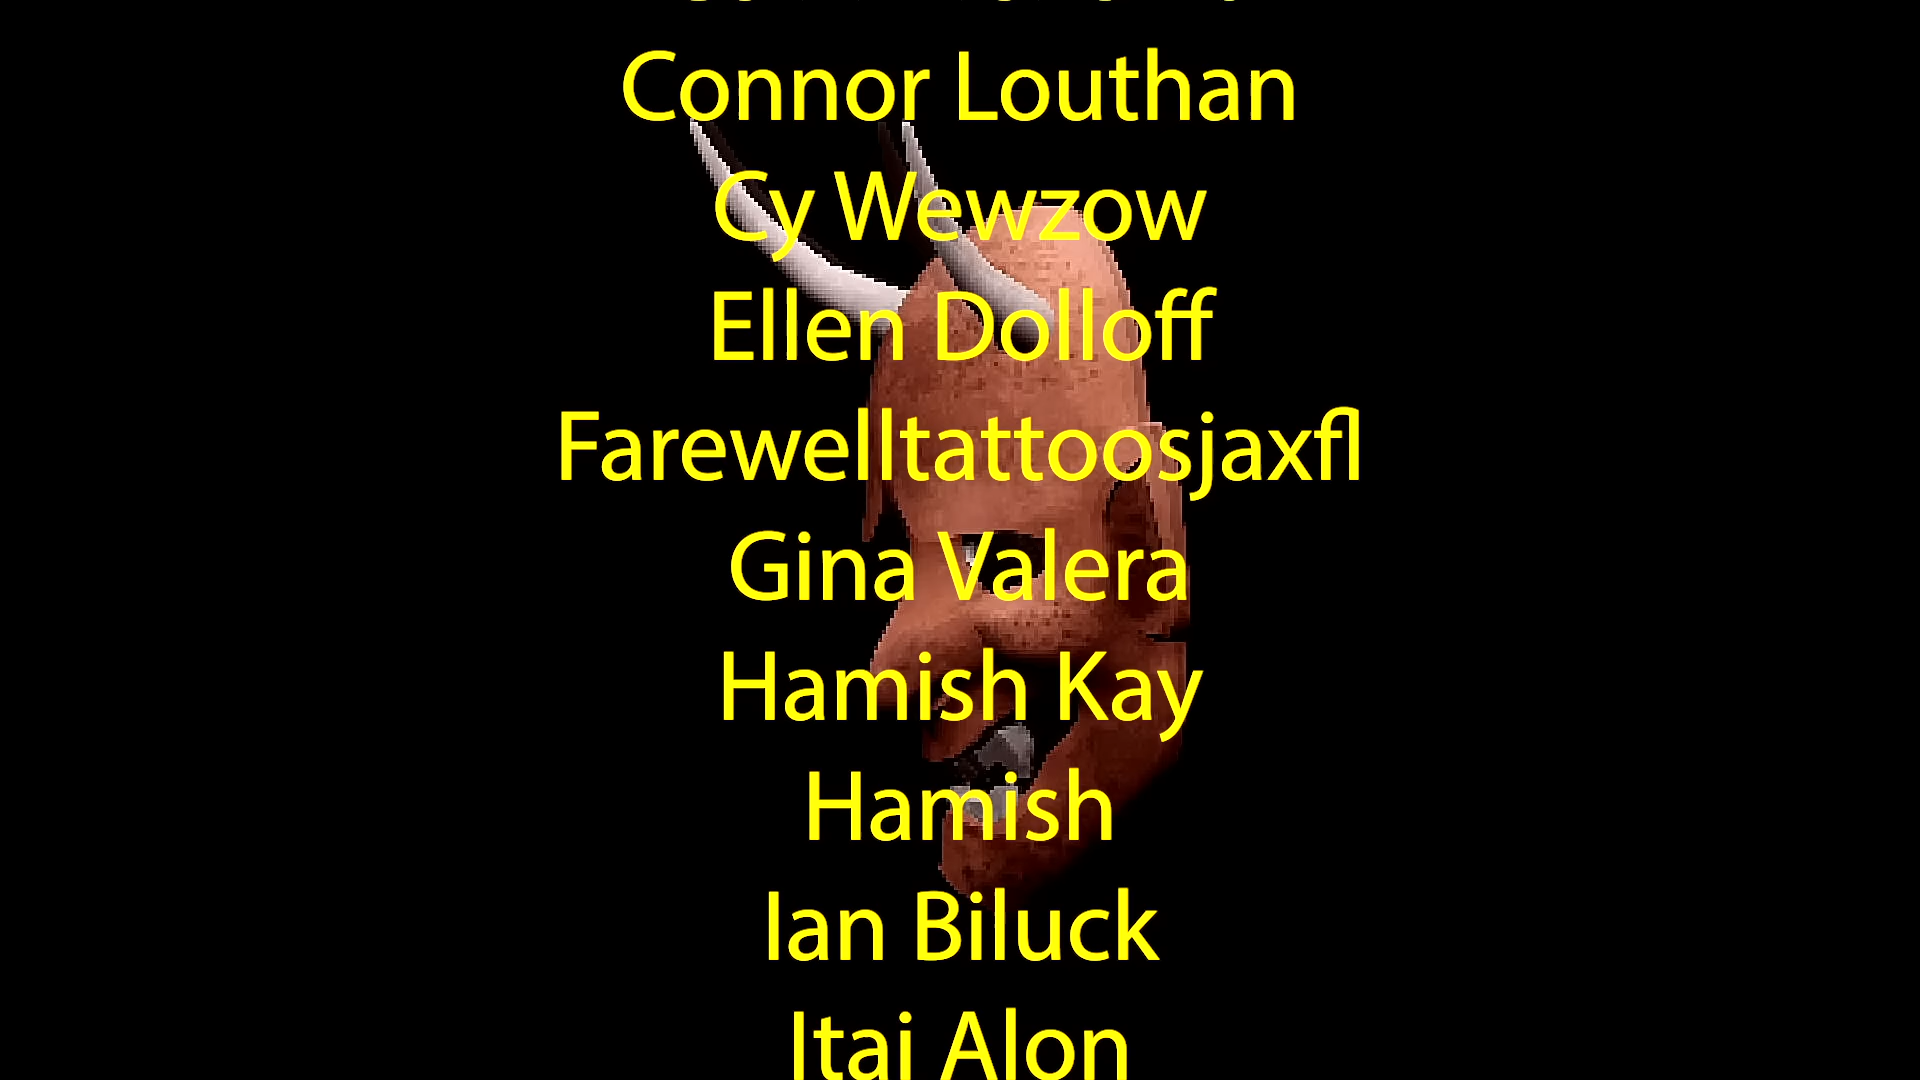 Connor Louthan
Cy Wewzow
Ellen Dolloff
Farewelltattoosjaxfl
Gina Valera
Hamish Kay
Hamish
Ian Biluck
Itai Alon